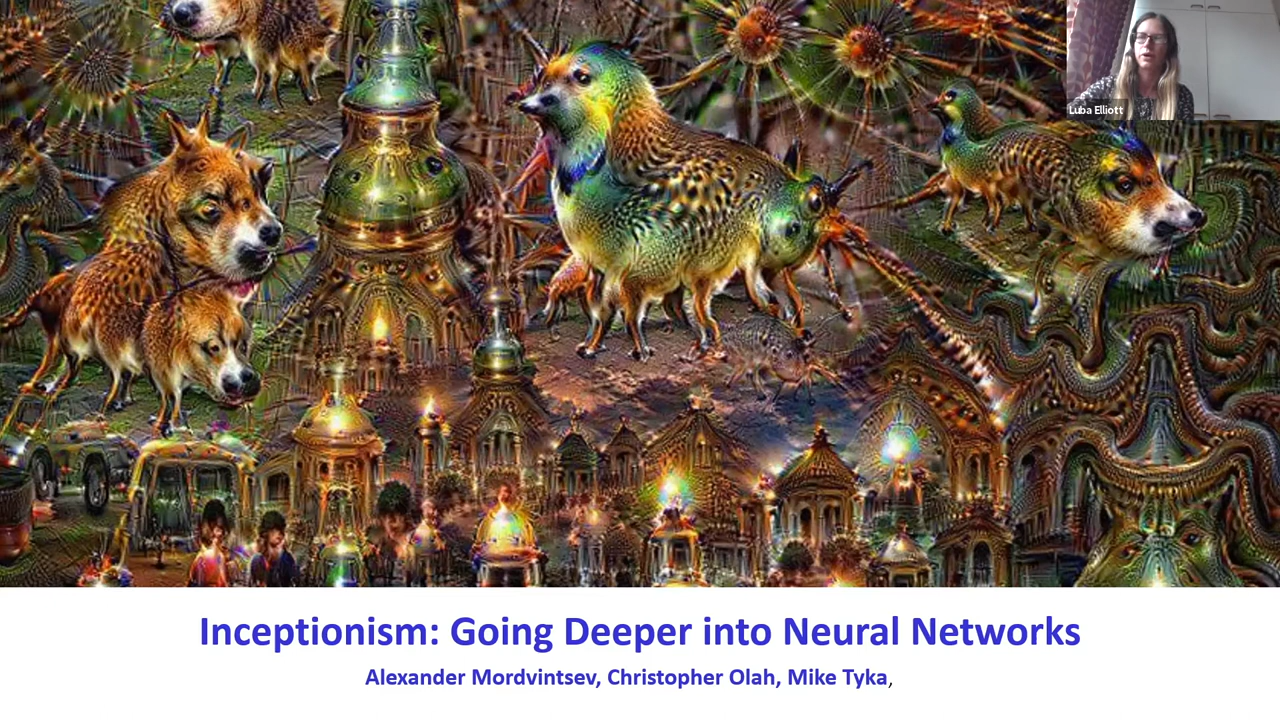 Luba Elliott
Inceptionism: Going Deeper into Neural Networks
Alexander Mordvintsev, Christopher Olah, Mike Tyka,